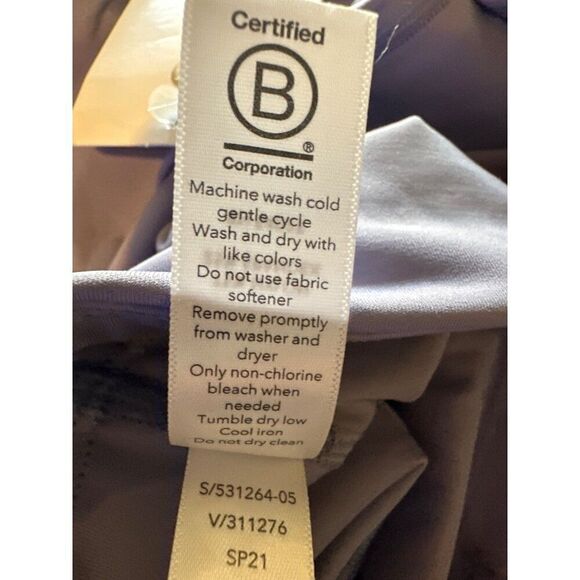 Certified
B
®
Corporation
Machine wash cold
gentle cycle
Wash and dry with
like colors
Do not use fabric
softener
Remove promptly
from washer and
dryer
Only non-chlorine
bleach when
needed
Tumble dry low
Cool iron
Do not dry clean
S/531264-05
V/311276
SP21